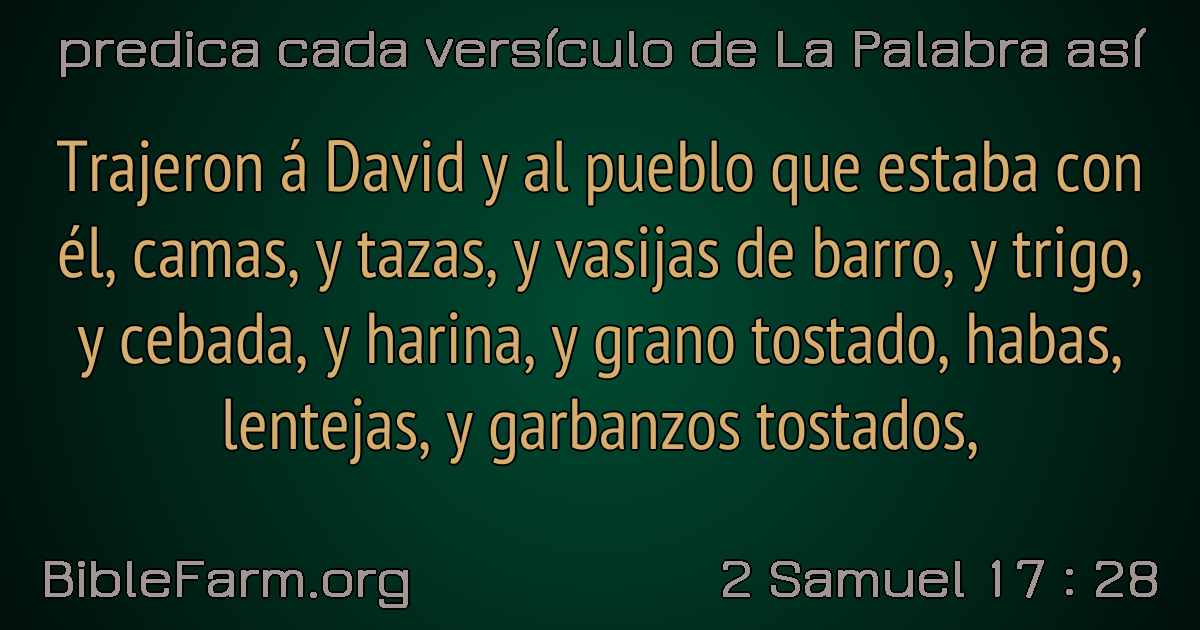 predica cada versículo de La Palabra así
Trajeron á David y al pueblo que estaba con
él, camas, y tazas, y vasijas de barro, y trigo,
y cebada, y harina, y grano tostado, habas,
lentejas, y garbanzos tostados,
BibleFarm.org
2 Samuel 17 : 28